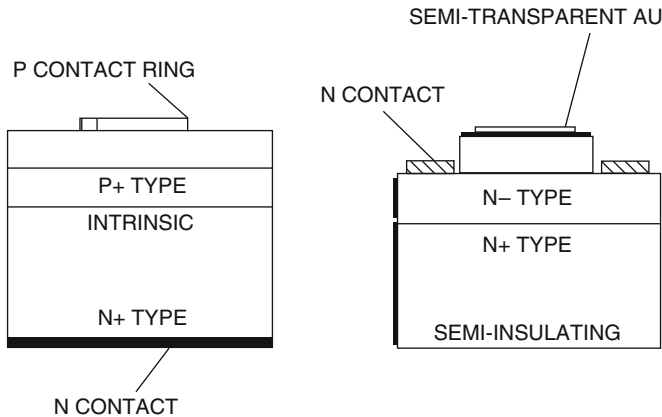 SEMI-TRANSPARENT AU
P CONTACT RING
N CONTACT
P+ TYPE
INTRINSIC
N+ TYPE
N CONTACT
N− TYPE
N+ TYPE
SEMI-INSULATING